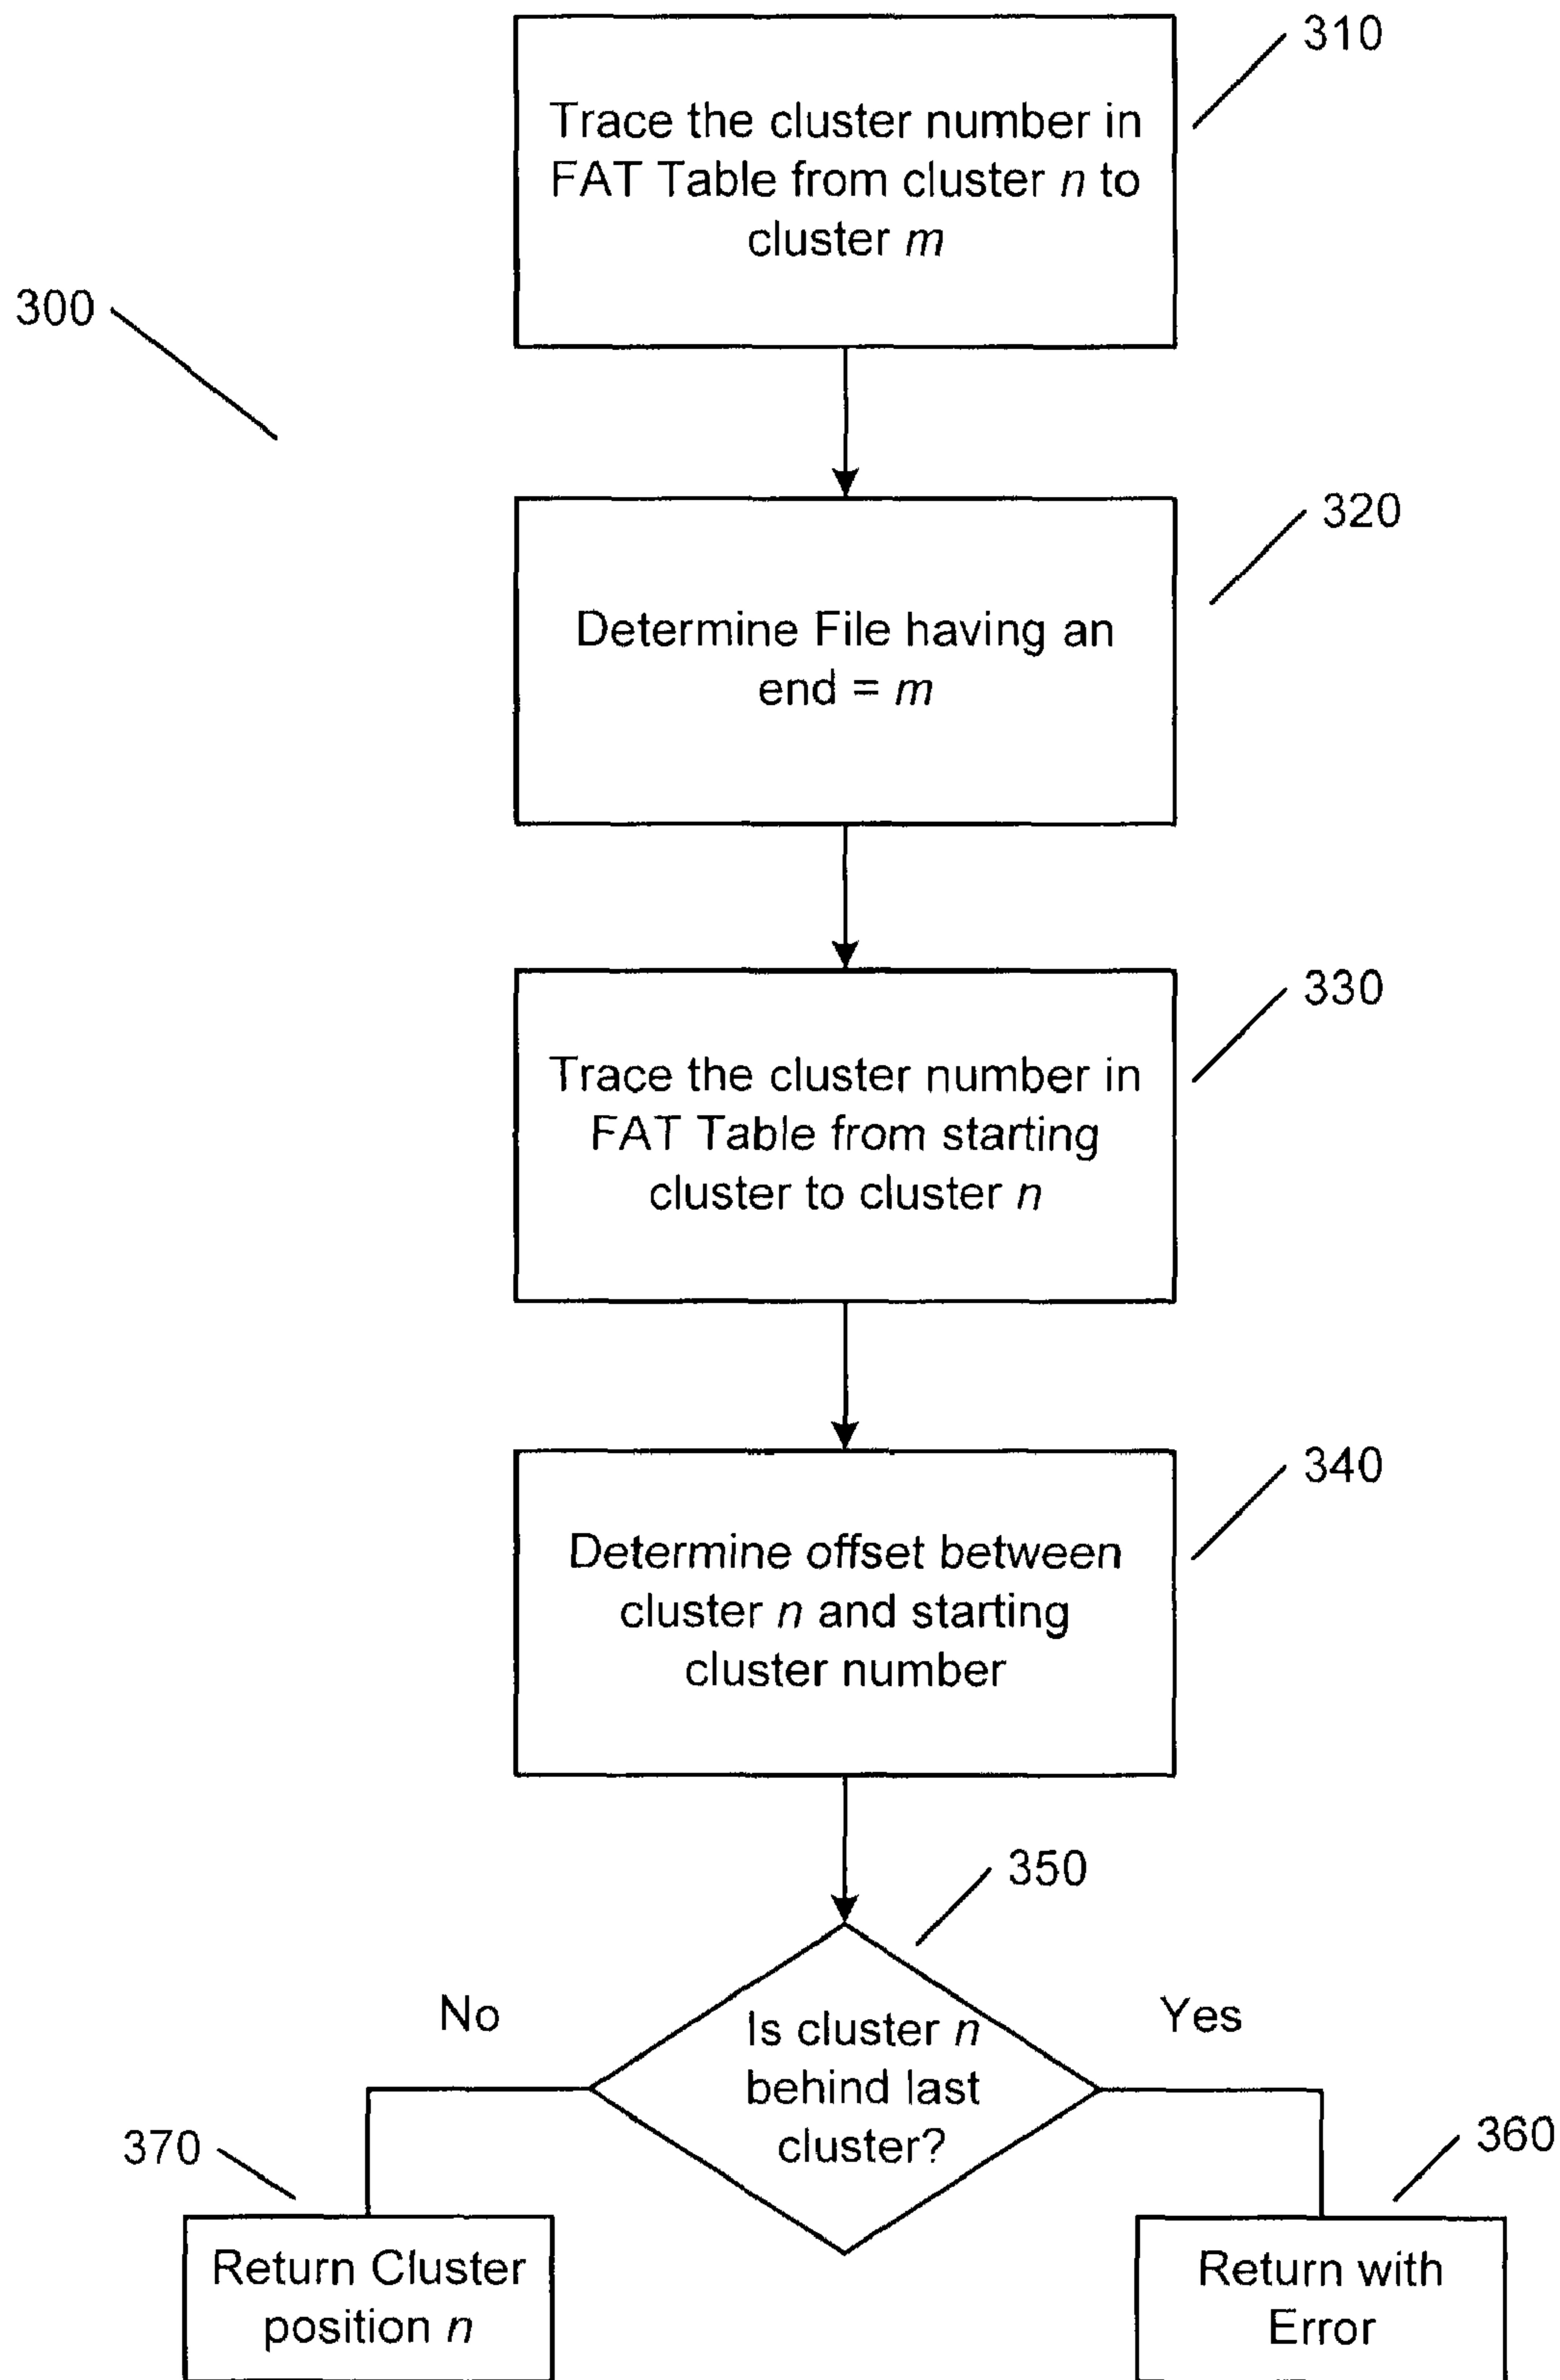 310
Trace the cluster number in
FAT Table from cluster n to
cluster m
300
320
Determine File having an
end = m
330
Trace the cluster number in
FAT Table from starting
cluster to cluster n
340
Determine offset between
cluster n and starting
cluster number
350
No
Yes
Is cluster n
behind last
cluster?
370
360
Return Cluster
position n
Return with
Error